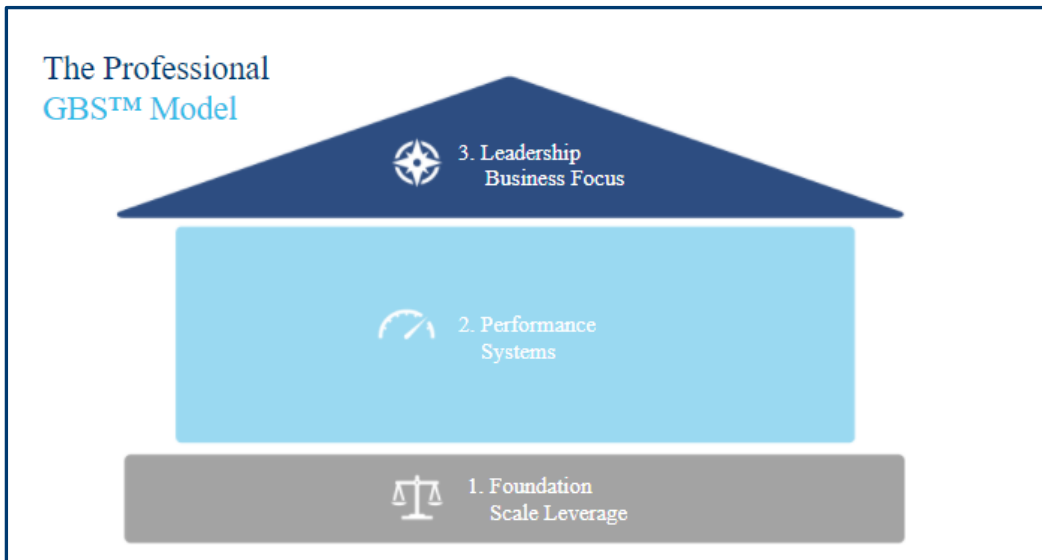 The Professional
GBS™ Model
3. Leadership
Business Focus
2. Performance
Systems
1. Foundation
Scale Leverage